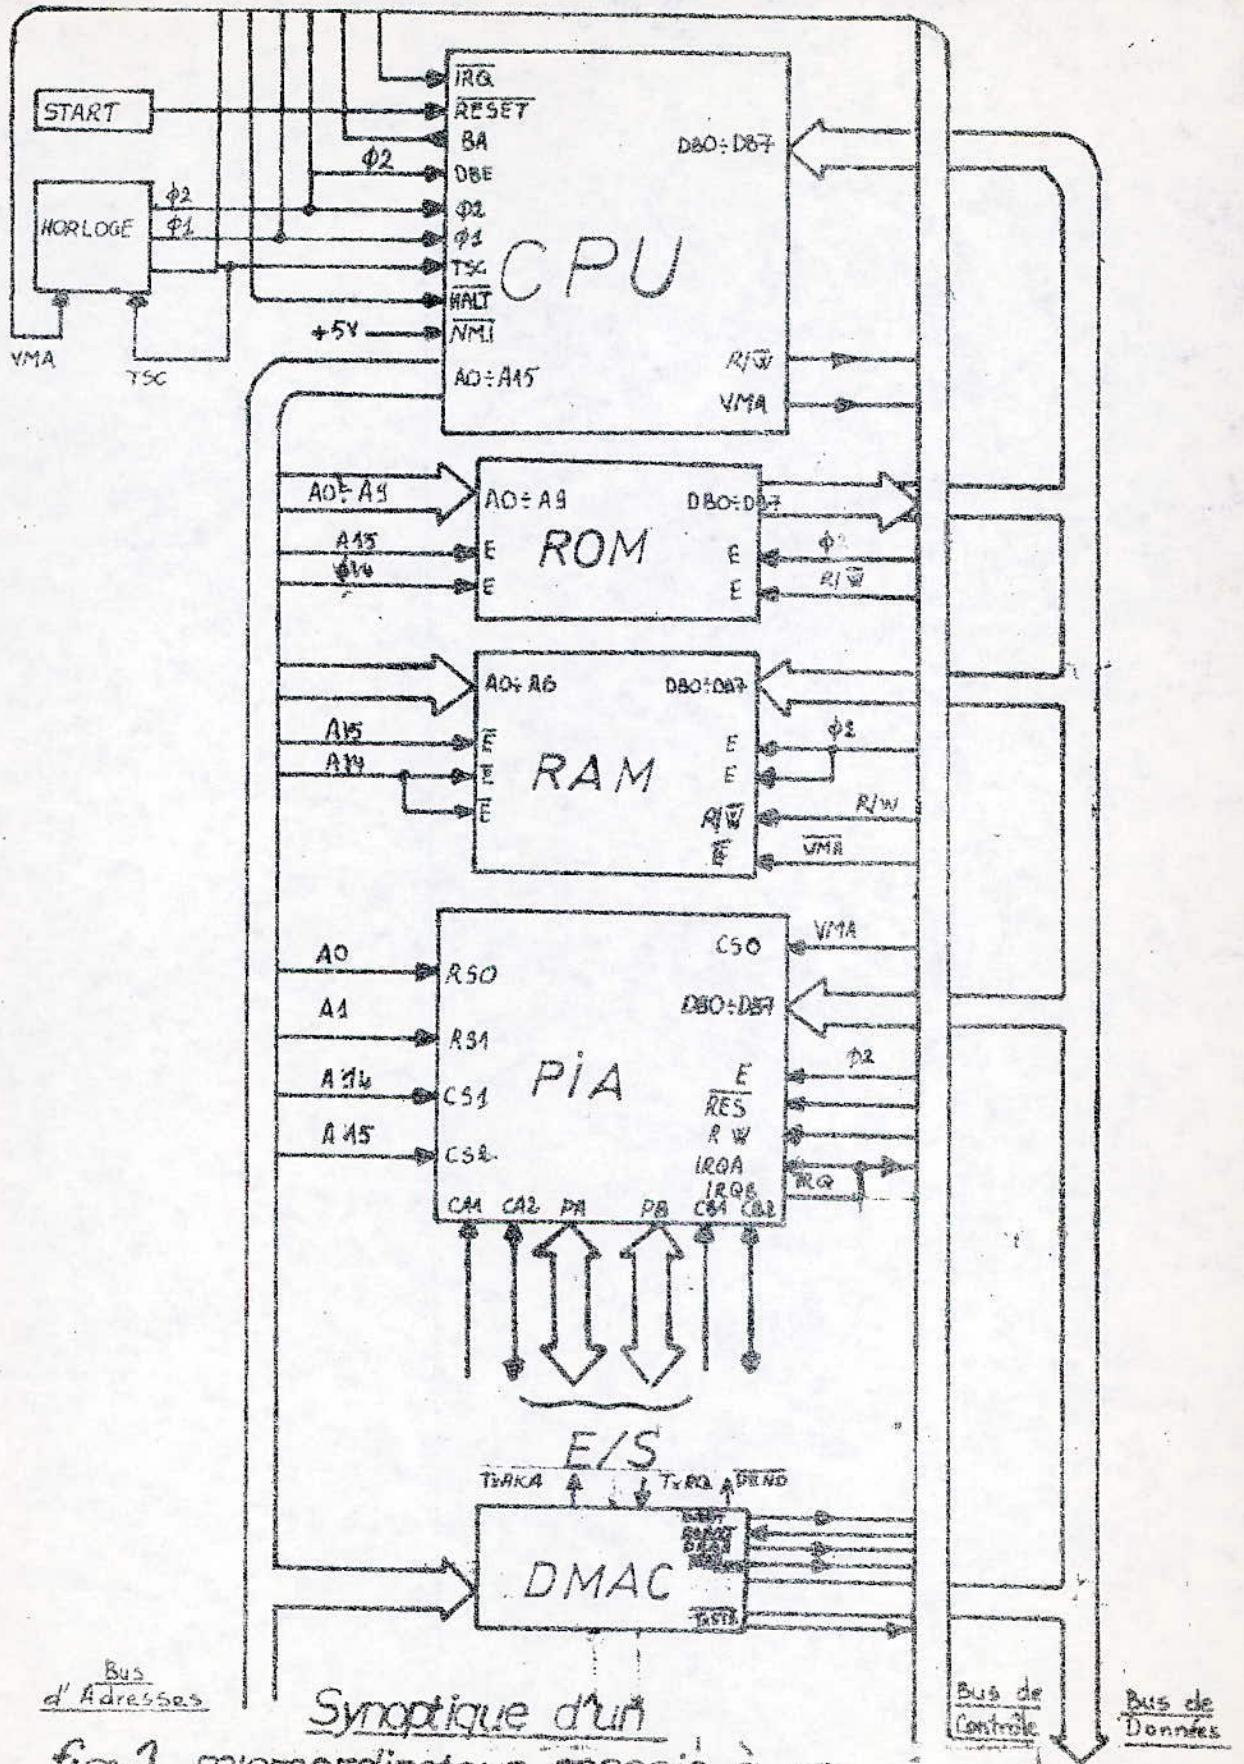 START
HORLOGE
ϕ2
ϕ1
VMA
TSC
+5V
ϕ2
IRQ
RESET
BA
DBE
ϕ2
ϕ1
TSC
HALT
NMI
A0÷A15
CPU
DB0÷DB7
R/W
VMA
A0÷A9
A15
A0÷A9
E
E
ROM
DB0÷DB7
E
E
R/W
A15
A14
A0÷A6
E
E
E
RAM
DB0÷DB7
E
E
R/W
E
ϕ2
R/W
VMA
A0
A1
A14
A15
RS0
RS1
CS1
CS2
PiA
CS0
DB0÷DB7
E
RES
R W
IRQA
IRQB
VMA
ϕ2
IRQ
CA1 CA2 PA PB CB1 CB2
E/S
TxAKA TxRQ DEND
DMAC
TxSTB
Bus
d'Adresses
Bus de
Contrôle
Bus de
Données
Synoptique d'un